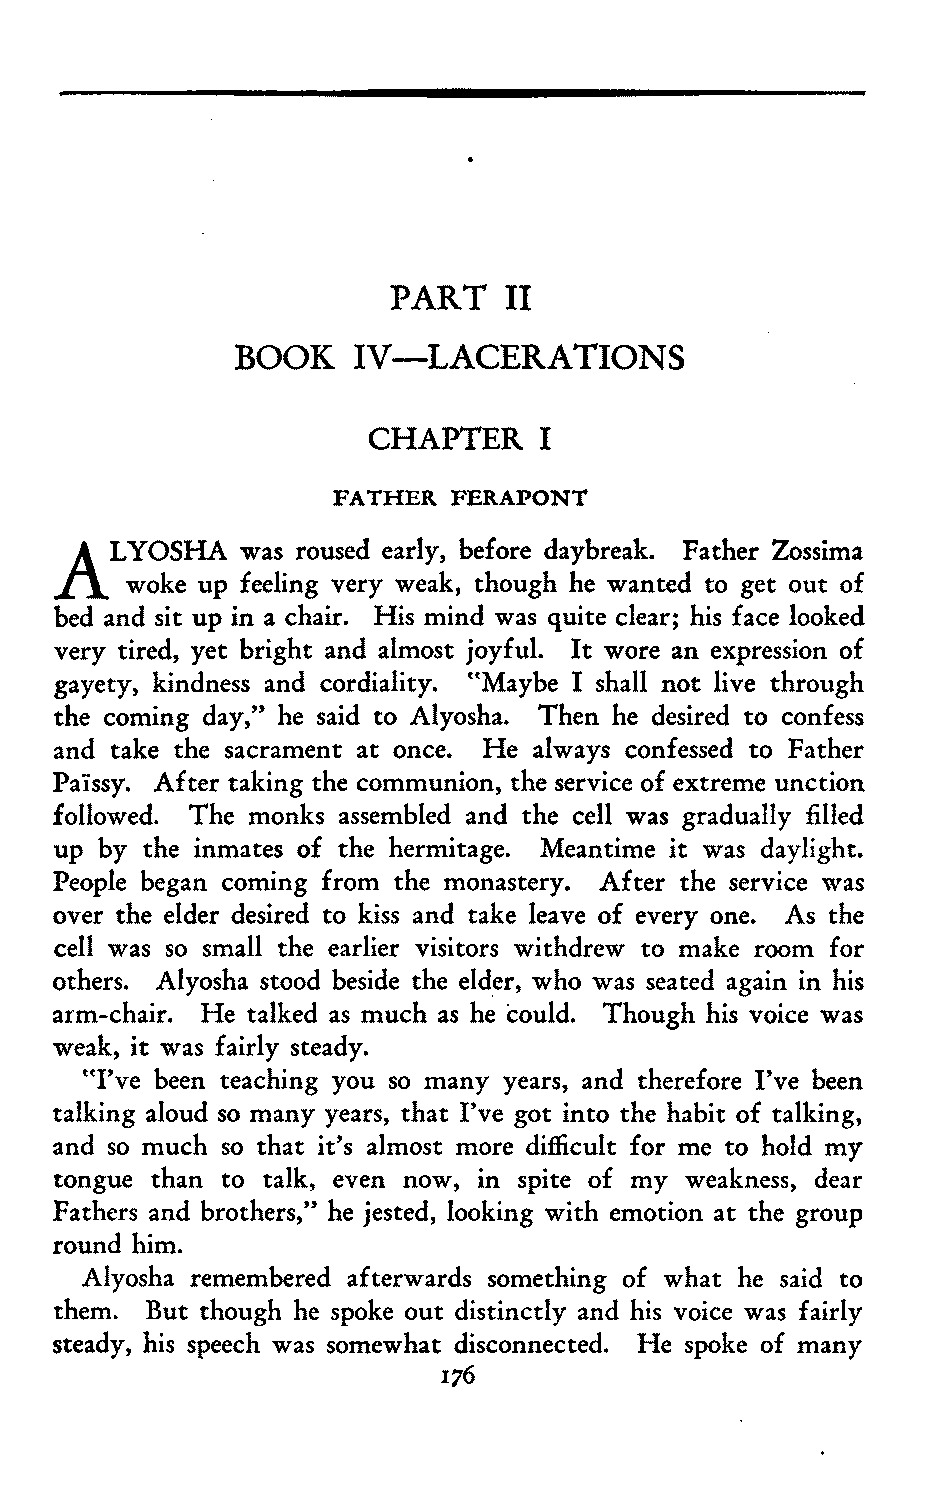 PART II
BOOK IV—LACERATIONS
CHAPTER I
FATHER FERAPONT
ALYOSHA was roused early, before daybreak. Father Zossima
woke up feeling very weak, though he wanted to get out of
bed and sit up in a chair. His mind was quite clear; his face looked
very tired, yet bright and almost joyful. It wore an expression of
gayety, kindness and cordiality. "Maybe I shall not live through
the coming day," he said to Alyosha. Then he desired to confess
and take the sacrament at once. He always confessed to Father
Païssy. After taking the communion, the service of extreme unction
followed. The monks assembled and the cell was gradually filled
up by the inmates of the hermitage. Meantime it was daylight.
People began coming from the monastery. After the service was
over the elder desired to kiss and take leave of every one. As the
cell was so small the earlier visitors withdrew to make room for
others. Alyosha stood beside the elder, who was seated again in his
arm-chair. He talked as much as he could. Though his voice was
weak, it was fairly steady.
"I've been teaching you so many years, and therefore I've been
talking aloud so many years, that I've got into the habit of talking,
and so much so that it's almost more difficult for me to hold my
tongue than to talk, even now, in spite of my weakness, dear
Fathers and brothers," he jested, looking with emotion at the group
round him.
Alyosha remembered afterwards something of what he said to
them. But though he spoke out distinctly and his voice was fairly
steady, his speech was somewhat disconnected. He spoke of many
176